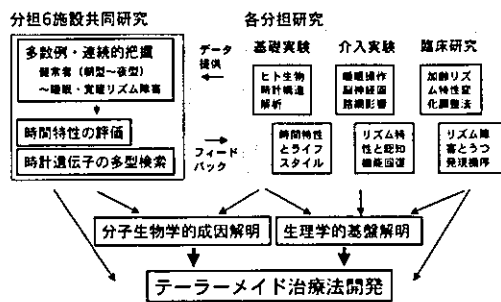 分担6施設共同研究
多数例・連続的把握
健常者(朝型〜夜型)
〜睡眠・覚醒リズム障害
時間特性の評価
時計遺伝子の多型検索
データ
提供
フィード
バック
各分担研究
基礎実験
介入実験
臨床研究
ヒト生物
時計構造
解析
睡眠操作
脳神経回
路網影響
加齢リズ
ム特性変
化調整法
時間特性
とライフ
スタイル
リズム特
性と認知
機能回復
リズム障
害とうつ
発現機序
分子生物学的成因解明
生理学的基盤解明
テーラーメイド治療法開発